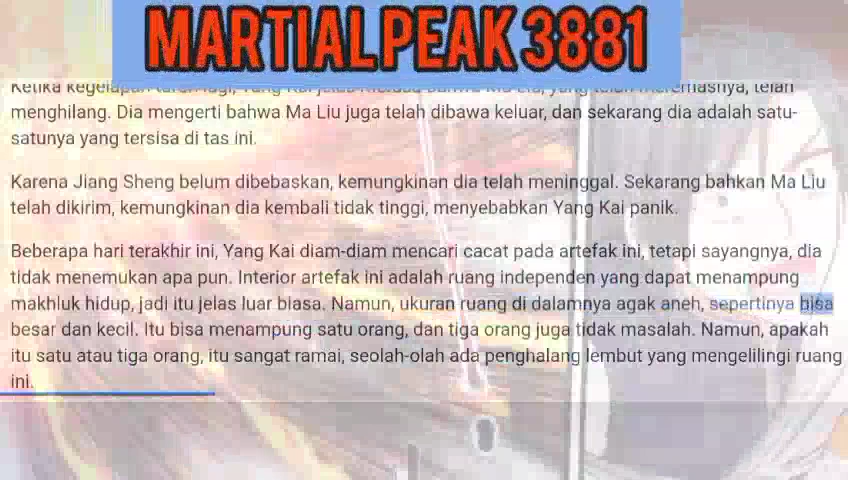 MARTIAL PEAK 3881
Ketika kegelapan
menghilang. Dia mengerti bahwa Ma Liu juga telah dibawa keluar, dan sekarang dia adalah satu-
satunya yang tersisa di tas ini.
Karena Jiang Sheng belum dibebaskan, kemungkinan dia telah meninggal. Sekarang bahkan Ma Liu
telah dikirim, kemungkinan dia kembali tidak tinggi, menyebabkan Yang Kai panik.
Beberapa hari terakhir ini, Yang Kai diam-diam mencari cacat pada artefak ini, tetapi sayangnya, dia
tidak menemukan apa pun. Interior artefak ini adalah ruang independen yang dapat menampung
makhluk hidup, jadi itu jelas luar biasa. Namun, ukuran ruang di dalamnya agak aneh, sepertinya bisa
besar dan kecil. Itu bisa menampung satu orang, dan tiga orang juga tidak masalah. Namun, apakah
itu satu atau tiga orang, itu sangat ramai, seolah-olah ada penghalang lembut yang mengelilingi ruang
ini.